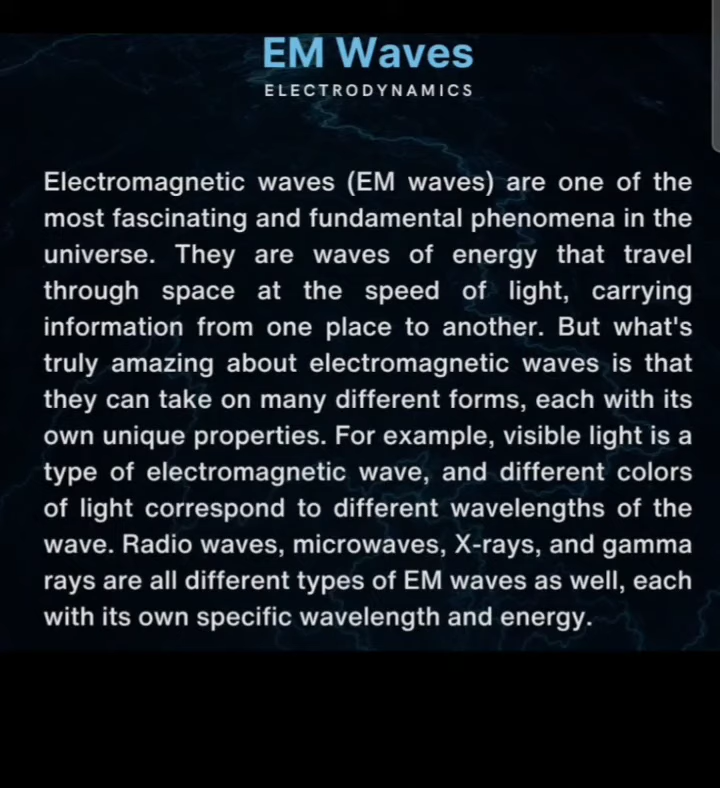 EM Waves
ELECTRODYNAMICS
Electromagnetic waves (EM waves) are one of the
most fascinating and fundamental phenomena in the
universe. They are waves of energy that travel
through space at the speed of light, carrying
information from one place to another. But what's
truly amazing about electromagnetic waves is that
they can take on many different forms, each with its
own unique properties. For example, visible light is a
type of electromagnetic wave, and different colors
of light correspond to different wavelengths of the
wave. Radio waves, microwaves, X-rays, and gamma
rays are all different types of EM waves as well, each
with its own specific wavelength and energy.